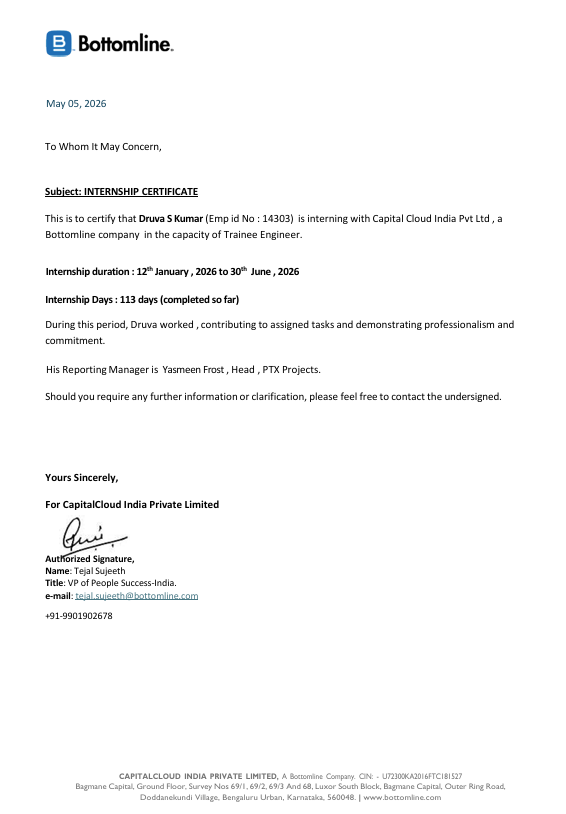 B Bottomline.
May 05, 2026
To Whom It May Concern,
Subject: INTERNSHIP CERTIFICATE
This is to certify that Druva S Kumar (Emp id No : 14303) is interning with Capital Cloud India Pvt Ltd , a
Bottomline company in the capacity of Trainee Engineer.
Internship duration : 12th January , 2026 to 30th June , 2026
Internship Days : 113 days (completed so far)
During this period, Druva worked , contributing to assigned tasks and demonstrating professionalism and
commitment.
His Reporting Manager is Yasmeen Frost , Head , PTX Projects.
Should you require any further information or clarification, please feel free to contact the undersigned.
Yours Sincerely,
For CapitalCloud India Private Limited
Authorized Signature,
Name: Tejal Sujeeth
Title: VP of People Success-India.
e-mail: tejal.sujeeth@bottomline.com
+91-9901902678
CAPITALCLOUD INDIA PRIVATE LIMITED, A Bottomline Company. CIN: - U72300KA2016FTC181527
Bagmane Capital, Ground Floor, Survey Nos 69/1, 69/2, 69/3 And 68, Luxor South Block, Bagmane Capital, Outer Ring Road,
Doddanekundi Village, Bengaluru Urban, Karnataka, 560048. | www.bottomline.com